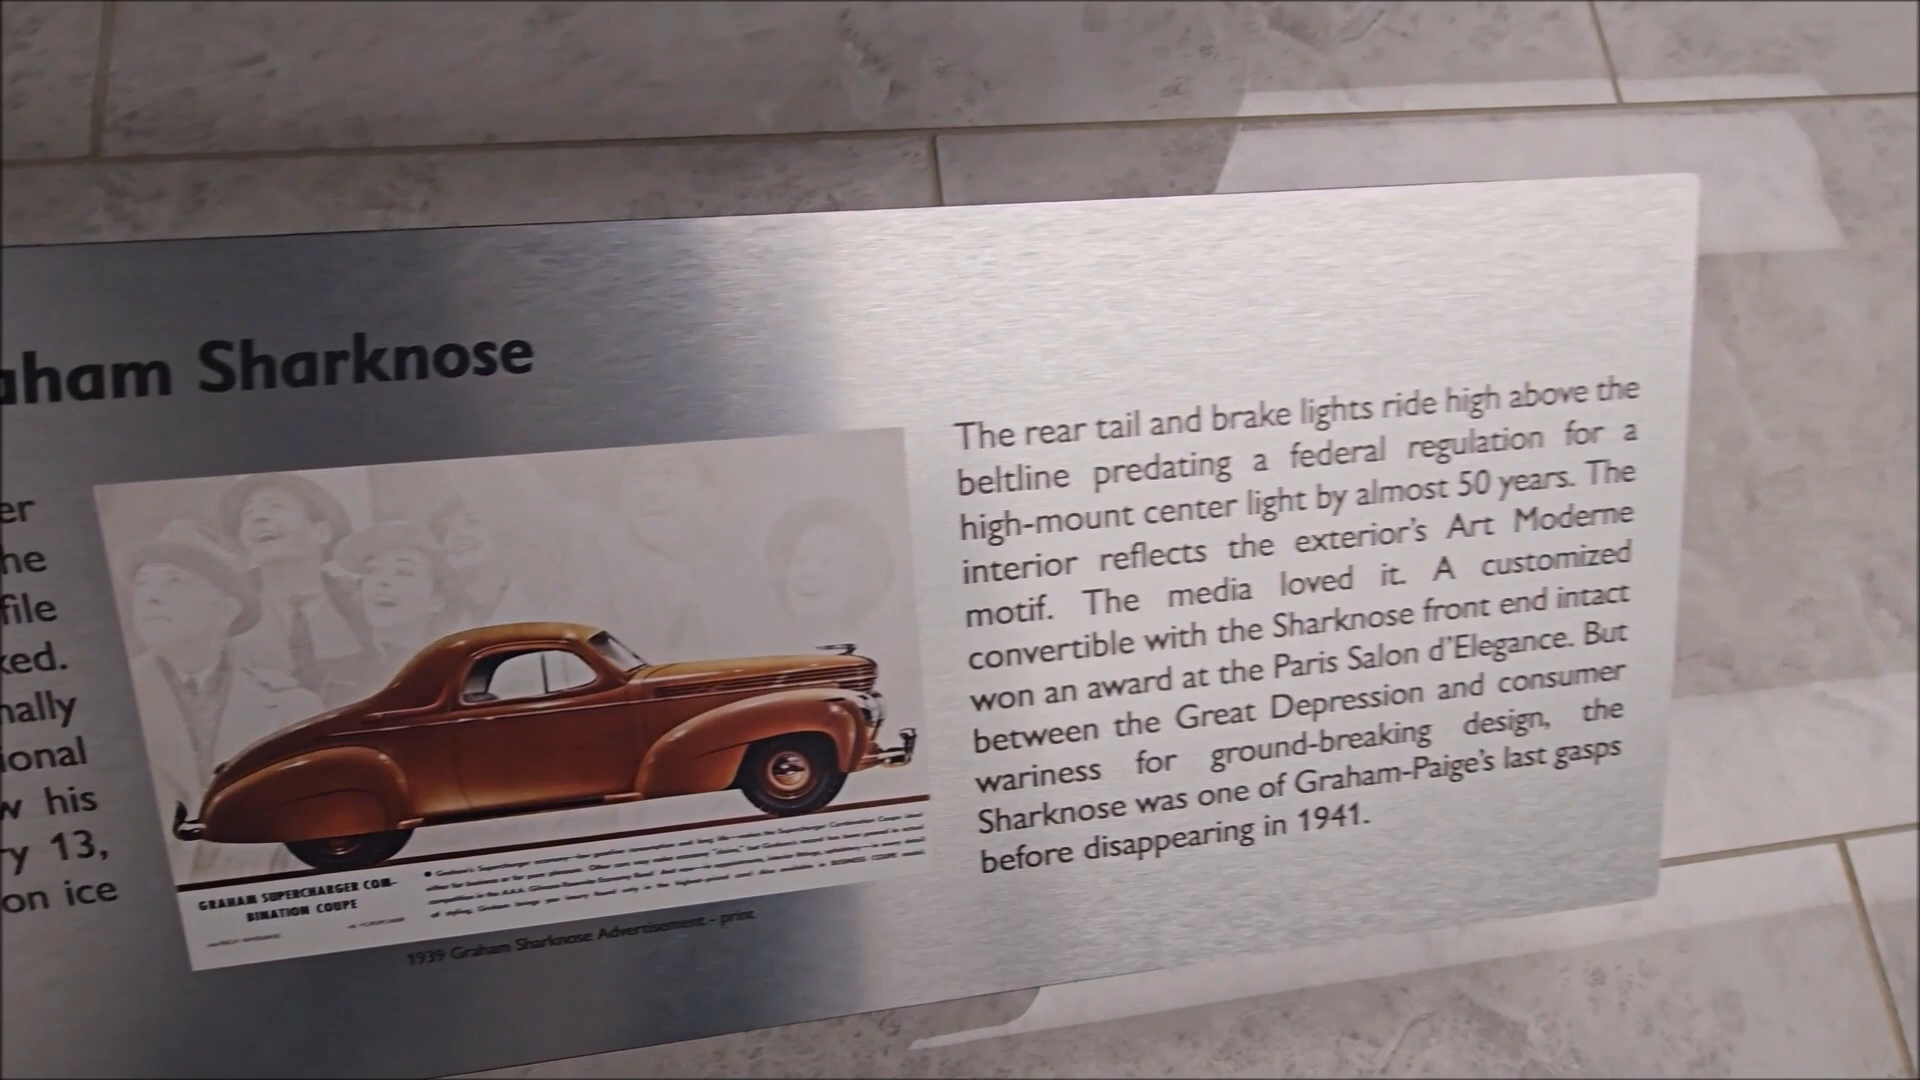 aham Sharknose
er
he
file
ked.
nally
ional
w his
y 13,
on ice
GRAHAM SUPERCHARGER COM-
BINATION COUPE
1939 Graham Sharknose Advertisement - print
The rear tail and brake lights ride high above the
beltline predating a federal regulation for a
high-mount center light by almost 50 years. The
interior reflects the exterior's Art Moderne
motif. The media loved it. A customized
convertible with the Sharknose front end intact
won an award at the Paris Salon d'Elegance. But
between the Great Depression and consumer
wariness for ground-breaking design, the
Sharknose was one of Graham-Paige's last gasps
before disappearing in 1941.